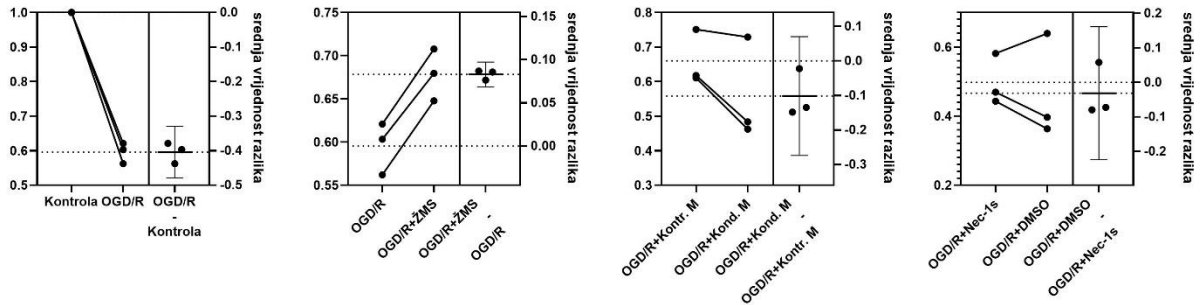 1.0
0.9
0.8
0.7
0.6
0.5
0.0
-0.1
-0.2
-0.3
-0.4
-0.5
srednja vrijednost razlika
Kontrola OGD/R
OGD/R
-
Kontrola
0.75
0.70
0.65
0.60
0.55
0.15
0.10
0.05
0.00
srednja vrijednost razlika
OGD/R
OGD/R+ŽMS
OGD/R+ŽMS
-
OGD/R
0.8
0.7
0.6
0.5
0.4
0.3
0.1
0.0
-0.1
-0.2
-0.3
srednja vrijednost razlika
OGD/R+Kontr. M
OGD/R+Kond. M
OGD/R+Kond. M
-
OGD/R+Kontr. M
0.6
0.4
0.2
0.2
0.1
0.0
-0.1
-0.2
srednja vrijednost razlika
OGD/R+Nec-1s
OGD/R+DMSO
OGD/R+DMSO
-
OGD/R+Nec-1s